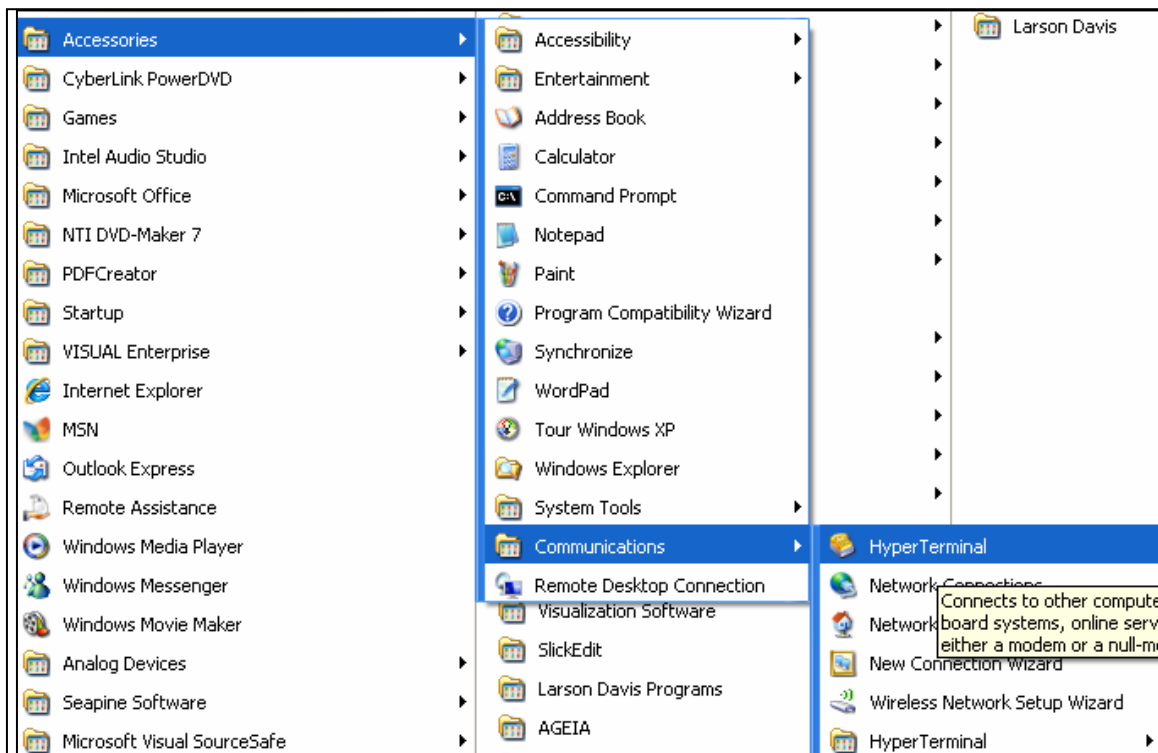 Accessories
CyberLink PowerDVD
Games
Intel Audio Studio
Microsoft Office
NTI DVD-Maker 7
PDFCreator
Startup
VISUAL Enterprise
Internet Explorer
MSN
Outlook Express
Remote Assistance
Windows Media Player
Windows Messenger
Windows Movie Maker
Analog Devices
Seapine Software
Microsoft Visual SourceSafe
Accessibility
Entertainment
Address Book
Calculator
C:\
Command Prompt
Notepad
Paint
Program Compatibility Wizard
Synchronize
WordPad
Tour Windows XP
Windows Explorer
System Tools
Communications
Remote Desktop Connection
Visualization Software
SlickEdit
Larson Davis Programs
AGEIA
Larson Davis
HyperTerminal
Network Connections
Network
New Connection Wizard
Wireless Network Setup Wizard
HyperTerminal
Connects to other compute
board systems, online serv
either a modem or a null-m